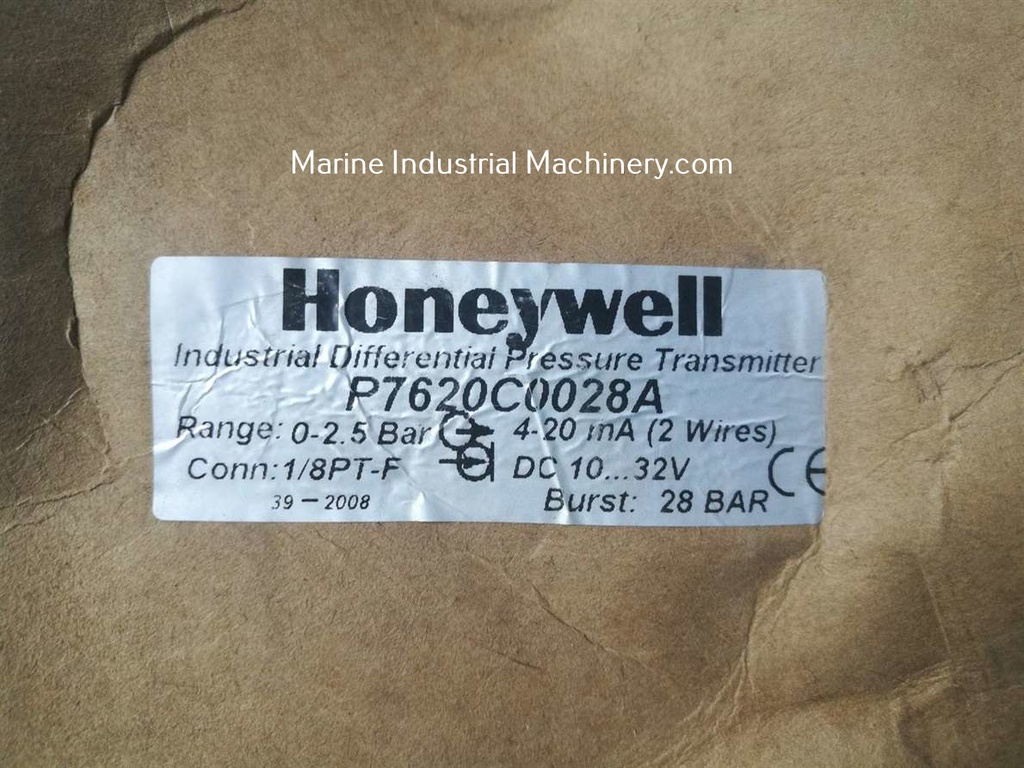 Marine Industrial Machinery.com
Honeywell
Industrial Differential Pressure Transmitter
P7620C0028A
Range: 0-2.5 Bar 4-20 mA (2 Wires)
Conn:1/8PT-F DC 10...32V CE
39-2008 Burst: 28 BAR